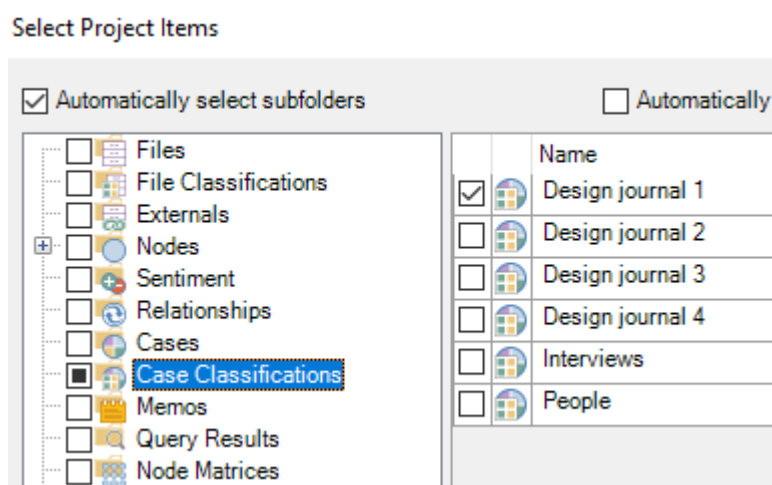 Select Project Items
Automatically select subfolders
Automatically
Files
File Classifications
Externals
Nodes
Sentiment
Relationships
Cases
Case Classifications
Memos
Query Results
Node Matrices
Name
Design journal 1
Design journal 2
Design journal 3
Design journal 4
Interviews
People